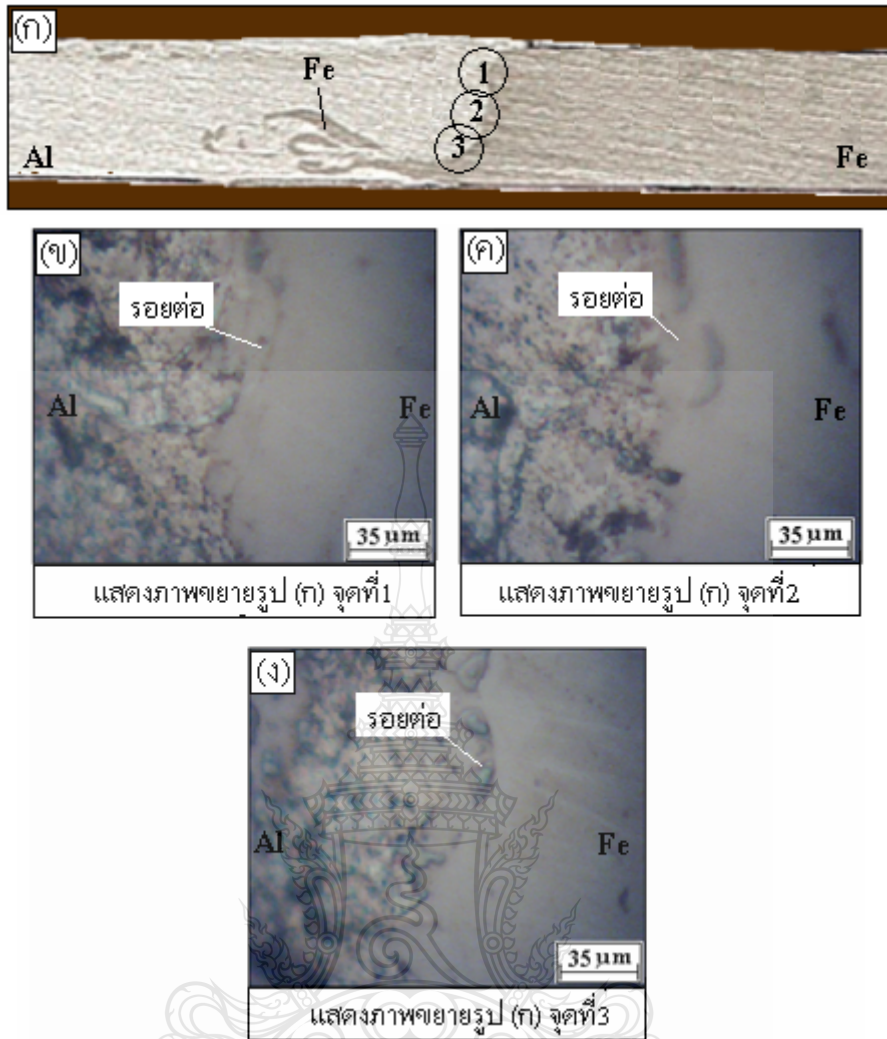 (ก)
Fe
1
2
3
Al
Fe
(ข)
รอยต่อ
Al
Fe
35 µm
แสดงภาพขยายรูป (ก) จุดที่1
(ค)
รอยต่อ
Al
Fe
35 µm
แสดงภาพขยายรูป (ก) จุดที่2
(ง)
รอยต่อ
Al
Fe
35 µm
แสดงภาพขยายรูป (ก) จุดที่3